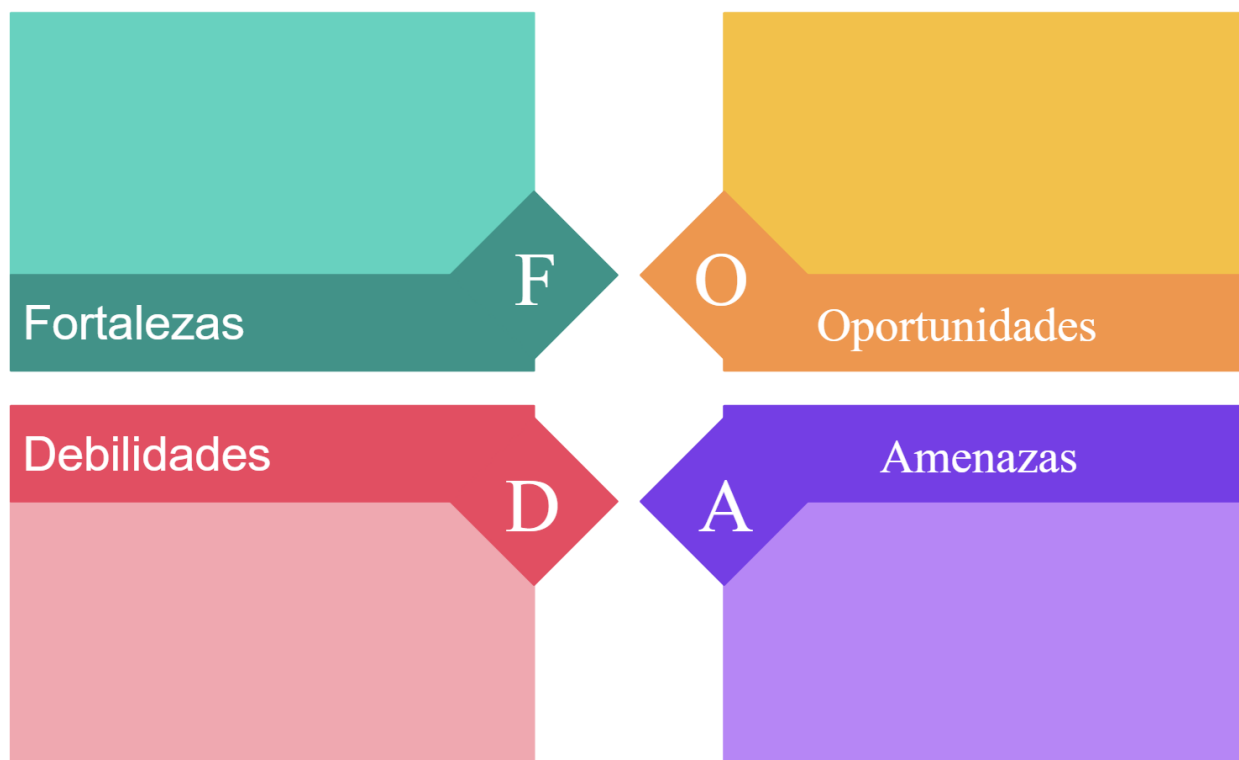 F
Fortalezas
O
Oportunidades
Debilidades
D
Amenazas
A